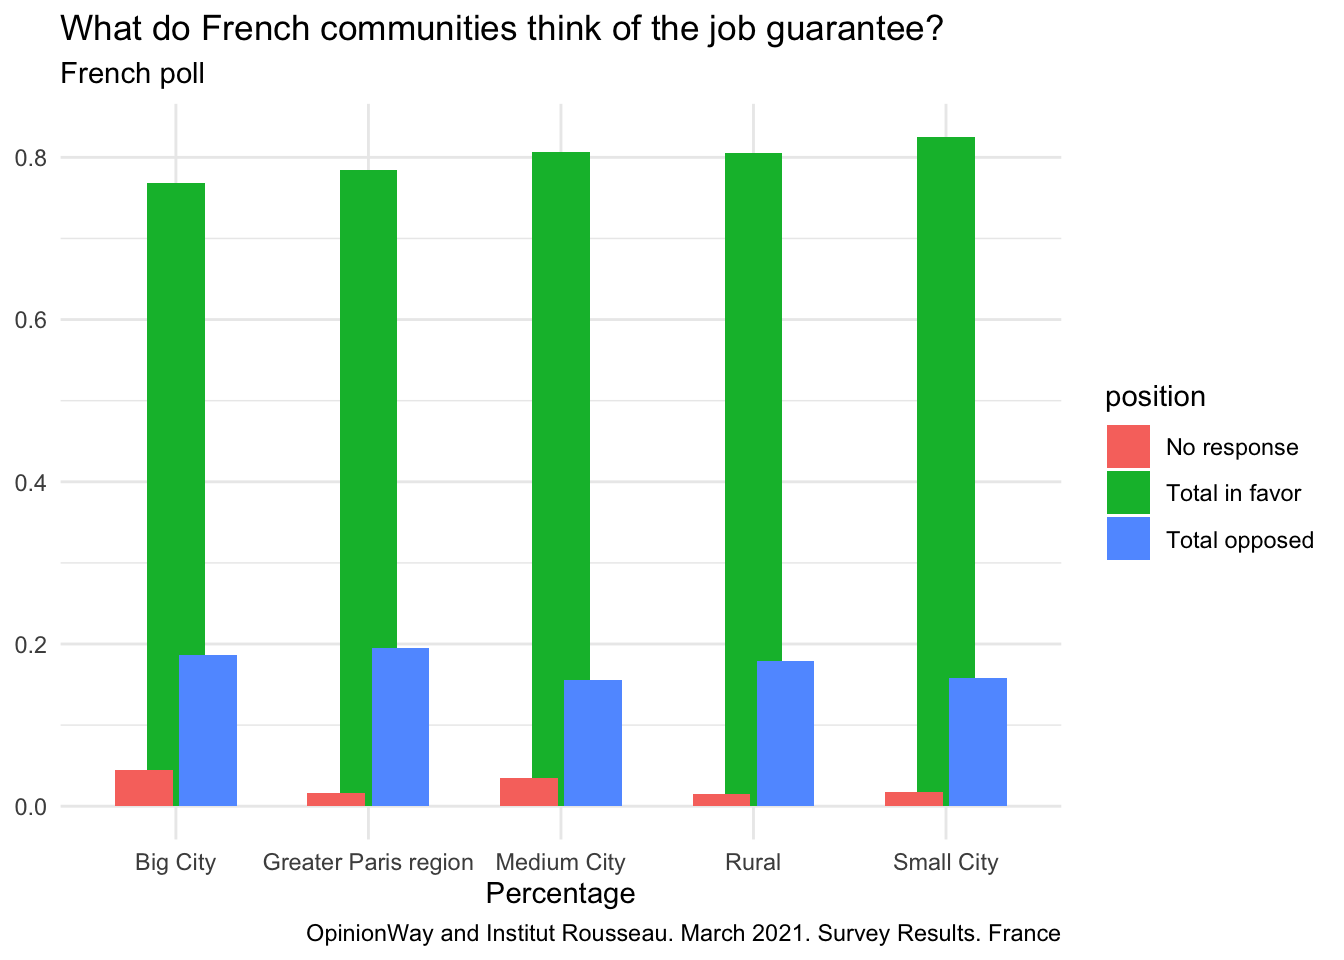 What do French communities think of the job guarantee?
French poll
0.8
0.6
0.4
0.2
0.0
Big City Greater Paris region Medium City Rural Small City
Percentage
OpinionWay and Institut Rousseau. March 2021. Survey Results. France
position
No response
Total in favor
Total opposed